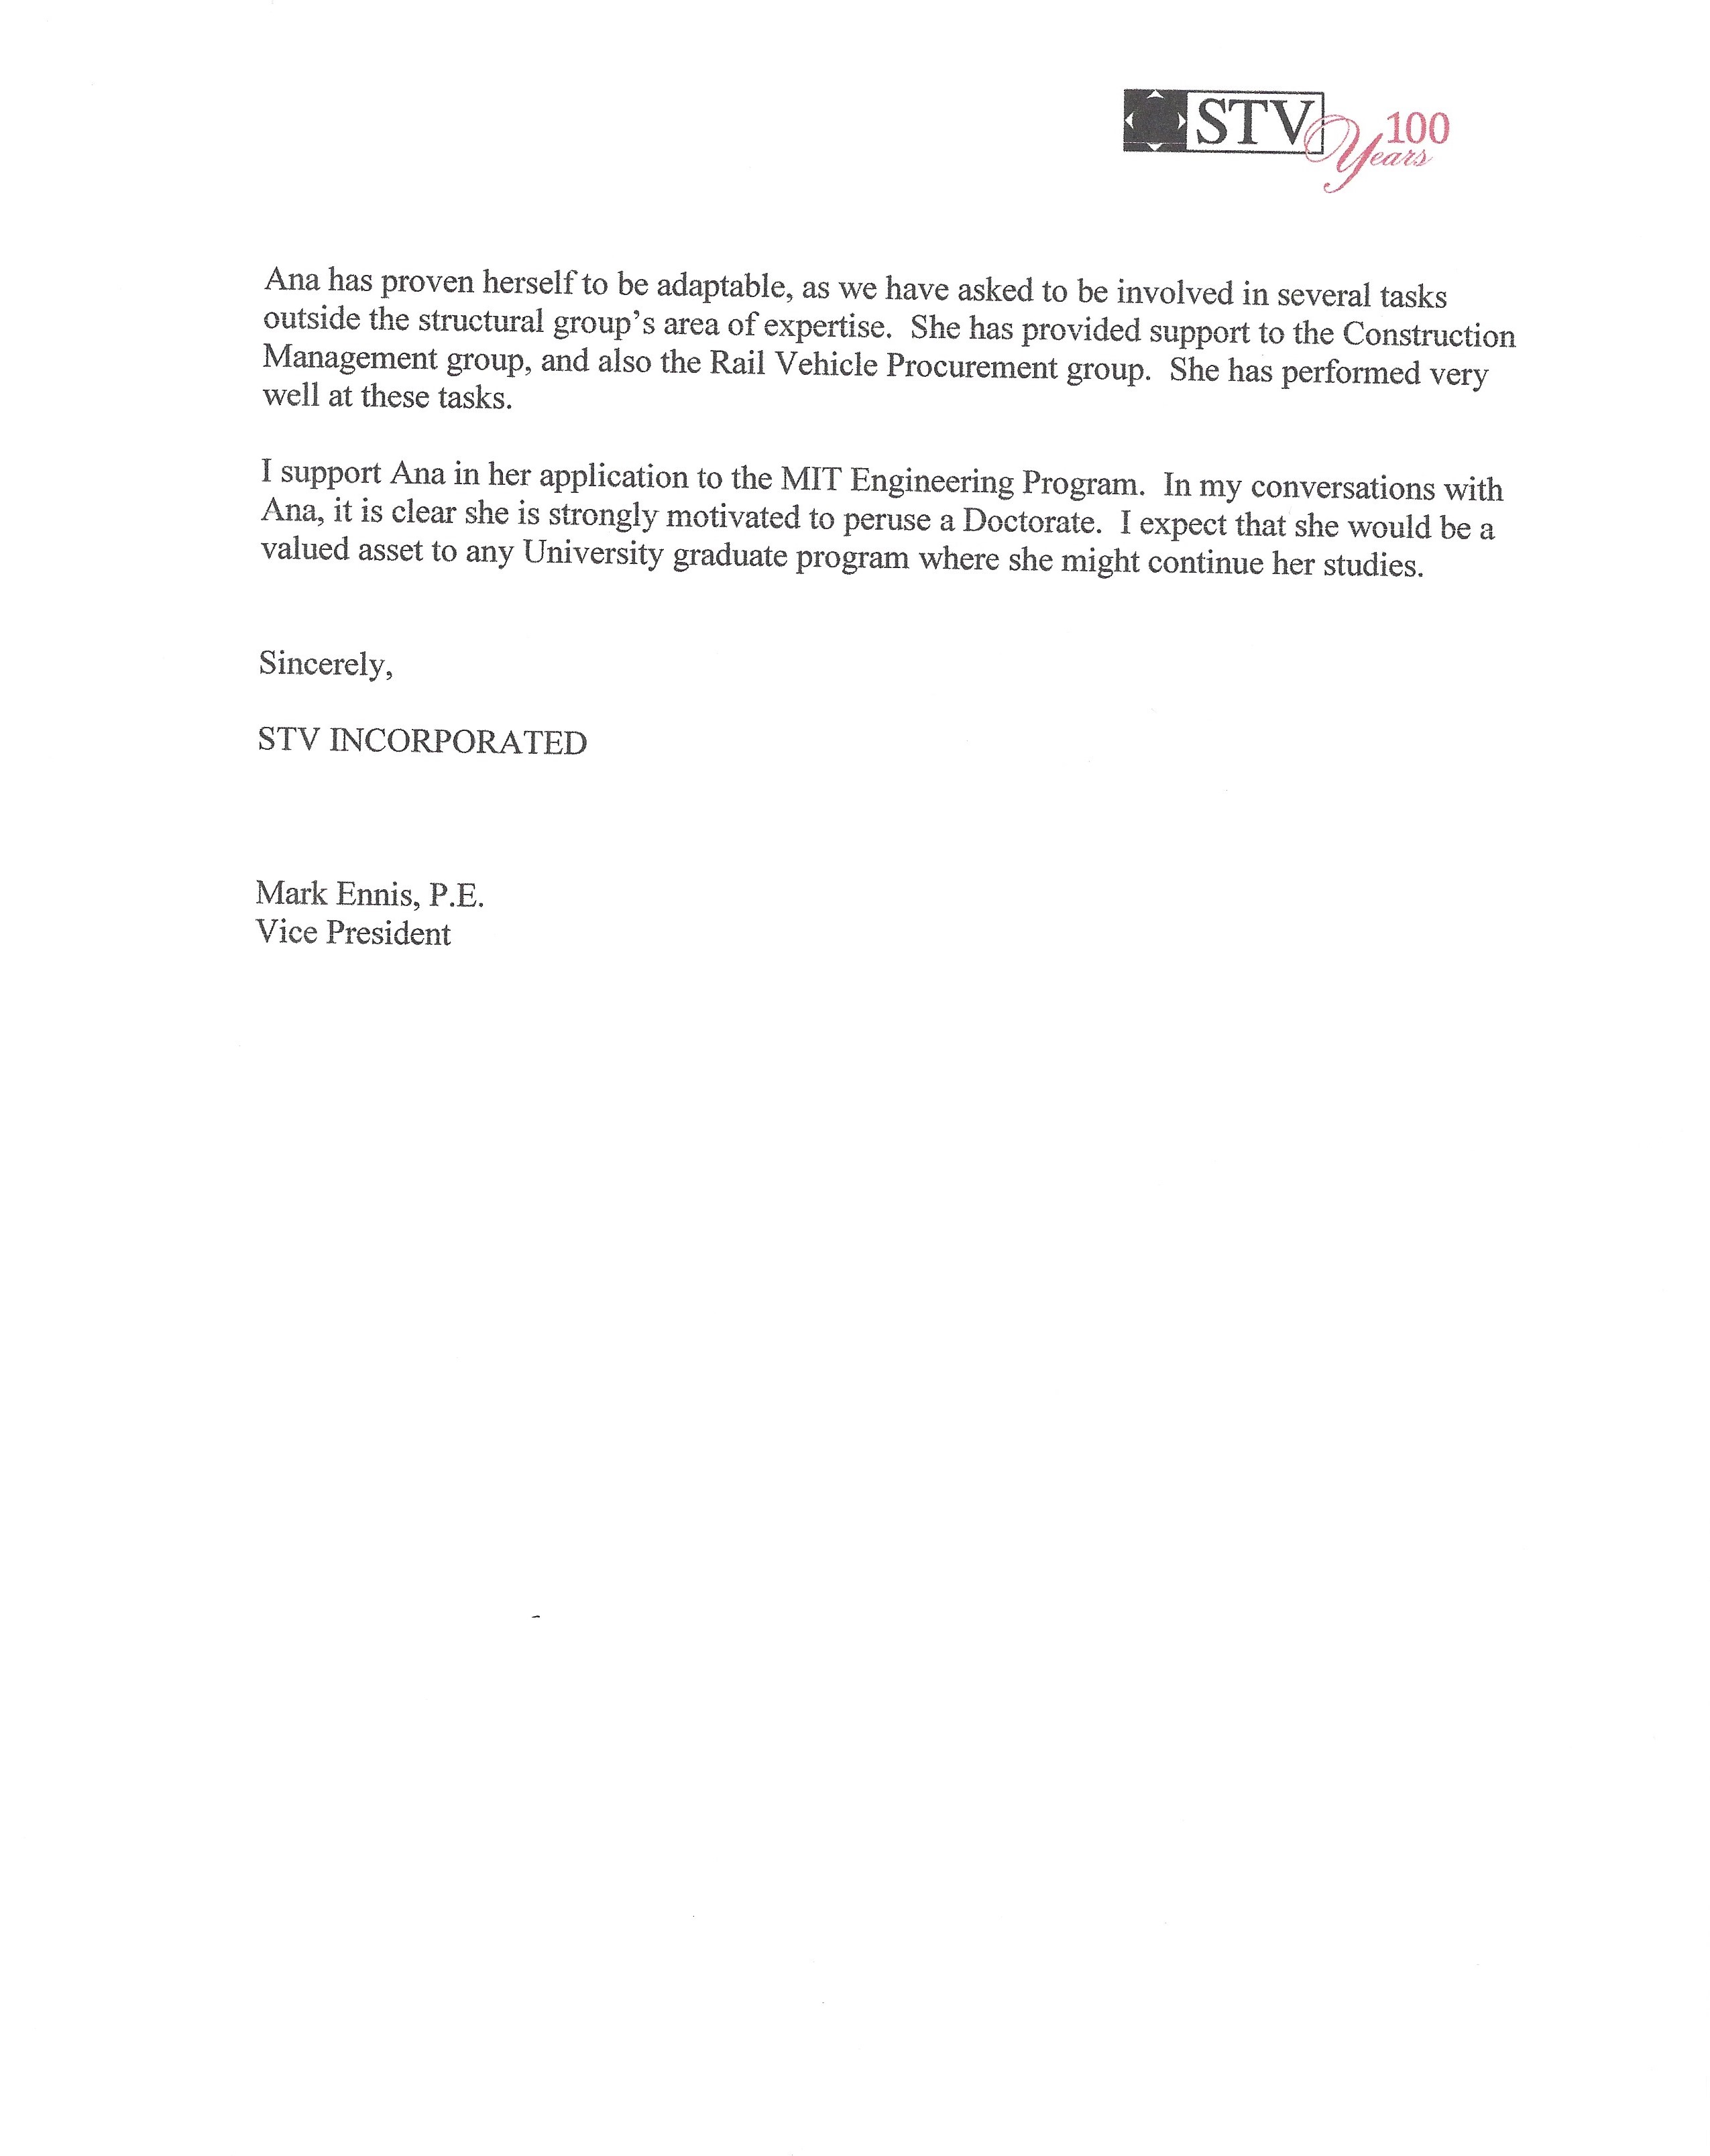 STV 100
Years
Ana has proven herself to be adaptable, as we have asked to be involved in several tasks
outside the structural group's area of expertise.  She has provided support to the Construction
Management group, and also the Rail Vehicle Procurement group.  She has performed very
well at these tasks.
I support Ana in her application to the MIT Engineering Program.  In my conversations with
Ana, it is clear she is strongly motivated to peruse a Doctorate.  I expect that she would be a
valued asset to any University graduate program where she might continue her studies.
Sincerely,
STV INCORPORATED
Mark Ennis, P.E.
Vice President